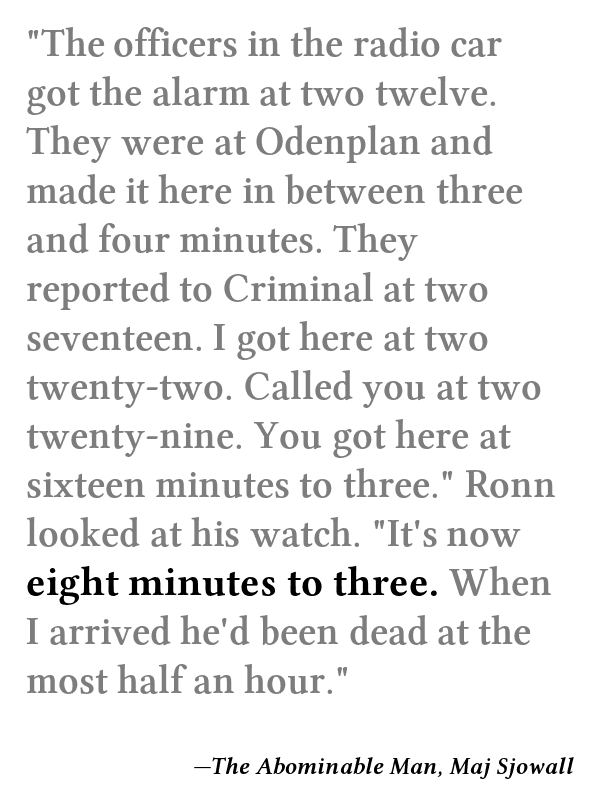 "The officers in the radio car
got the alarm at two twelve.
They were at Odenplan and
made it here in between three
and four minutes. They
reported to Criminal at two
seventeen. I got here at two
twenty-two. Called you at two
twenty-nine. You got here at
sixteen minutes to three." Ronn
looked at his watch. "It's now
eight minutes to three. When
I arrived he'd been dead at the
most half an hour."
—The Abominable Man, Maj Sjowall